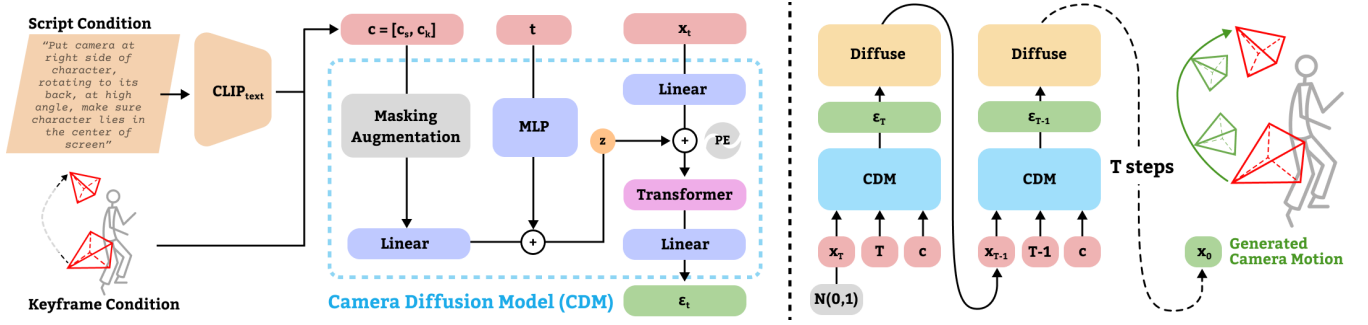 Script Condition
“Put camera at
right side of
character,
rotating to its
back, at high
angle, make sure
character lies in
the center of
screen”
CLIPtext
Keyframe Condition
c = [cs, ck]
t
xt
Masking
Augmentation
MLP
Linear
z
+
PE
Transformer
Linear
+
Linear
Camera Diffusion Model (CDM)
εt
Diffuse
Diffuse
εT
εT-1
CDM
CDM
T steps
xT
T
c
xT-1
T-1
c
x0
Generated
Camera Motion
N(0,1)